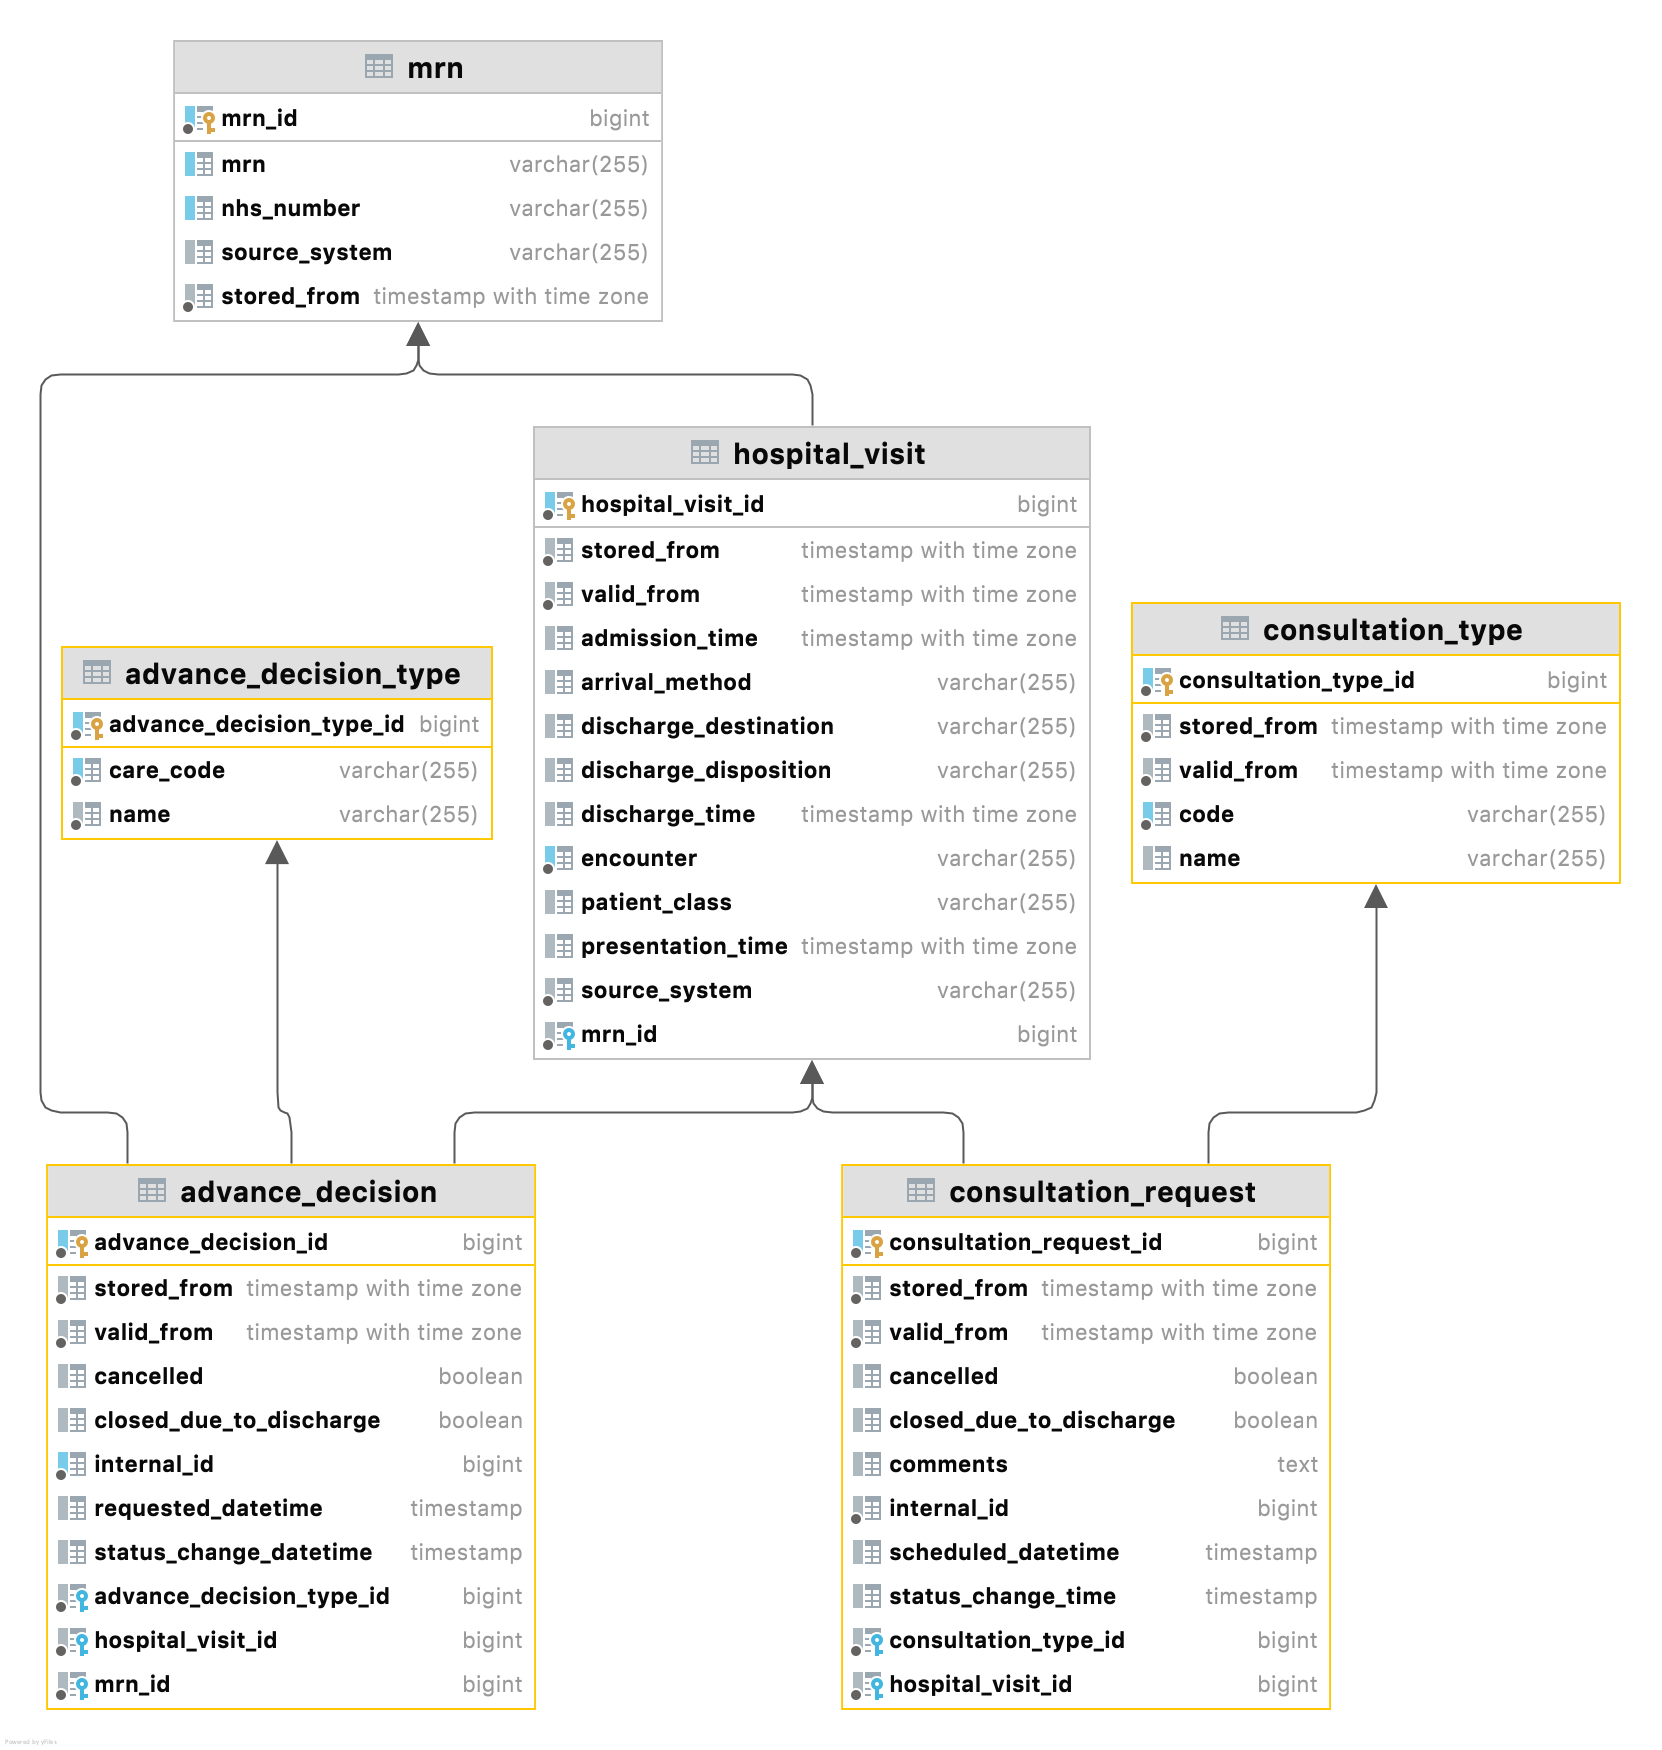 mrn
mrn_id bigint
mrn varchar(255)
nhs_number varchar(255)
source_system varchar(255)
stored_from timestamp with time zone
hospital_visit
hospital_visit_id bigint
stored_from timestamp with time zone
valid_from timestamp with time zone
admission_time timestamp with time zone
arrival_method varchar(255)
discharge_destination varchar(255)
discharge_disposition varchar(255)
discharge_time timestamp with time zone
encounter varchar(255)
patient_class varchar(255)
presentation_time timestamp with time zone
source_system varchar(255)
mrn_id bigint
consultation_type
consultation_type_id bigint
stored_from timestamp with time zone
valid_from timestamp with time zone
code varchar(255)
name varchar(255)
advance_decision_type
advance_decision_type_id bigint
care_code varchar(255)
name varchar(255)
advance_decision
advance_decision_id bigint
stored_from timestamp with time zone
valid_from timestamp with time zone
cancelled boolean
closed_due_to_discharge boolean
internal_id bigint
requested_datetime timestamp
status_change_datetime timestamp
advance_decision_type_id bigint
hospital_visit_id bigint
mrn_id bigint
consultation_request
consultation_request_id bigint
stored_from timestamp with time zone
valid_from timestamp with time zone
cancelled boolean
closed_due_to_discharge boolean
comments text
internal_id bigint
scheduled_datetime timestamp
status_change_time timestamp
consultation_type_id bigint
hospital_visit_id bigint
Powered by yFiles